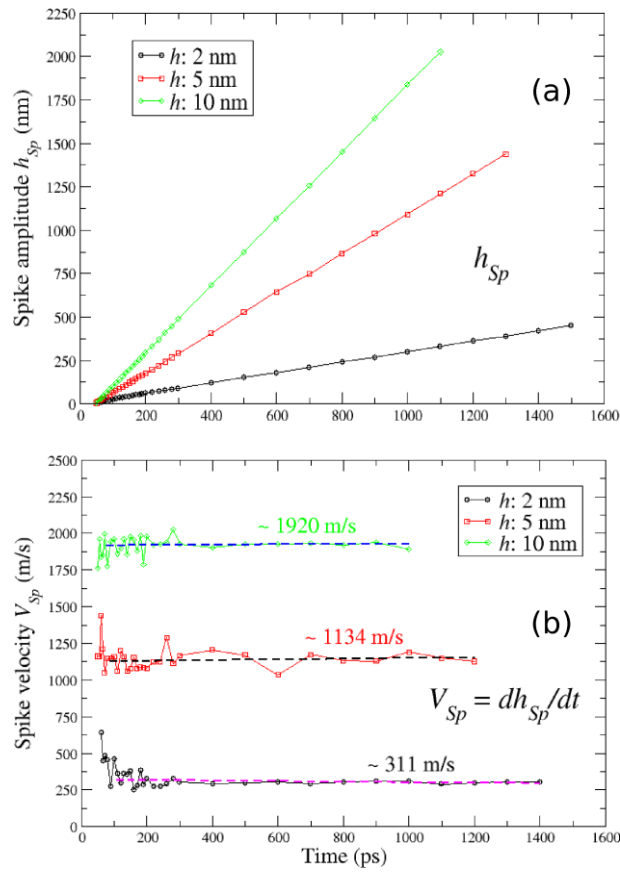 2250
2000
1750
1500
1250
1000
750
500
250
0
Spike amplitude h_Sp (nm)
h: 2 nm
h: 5 nm
h: 10 nm
(a)
h_Sp
0 200 400 600 800 1000 1200 1400 1600
2500
2250
2000
1750
1500
1250
1000
750
500
250
0
Spike velocity V_Sp (m/s)
h: 2 nm
h: 5 nm
h: 10 nm
~ 1920 m/s
(b)
~ 1134 m/s
V_Sp = dh_Sp/dt
~ 311 m/s
0 200 400 600 800 1000 1200 1400 1600
Time (ps)